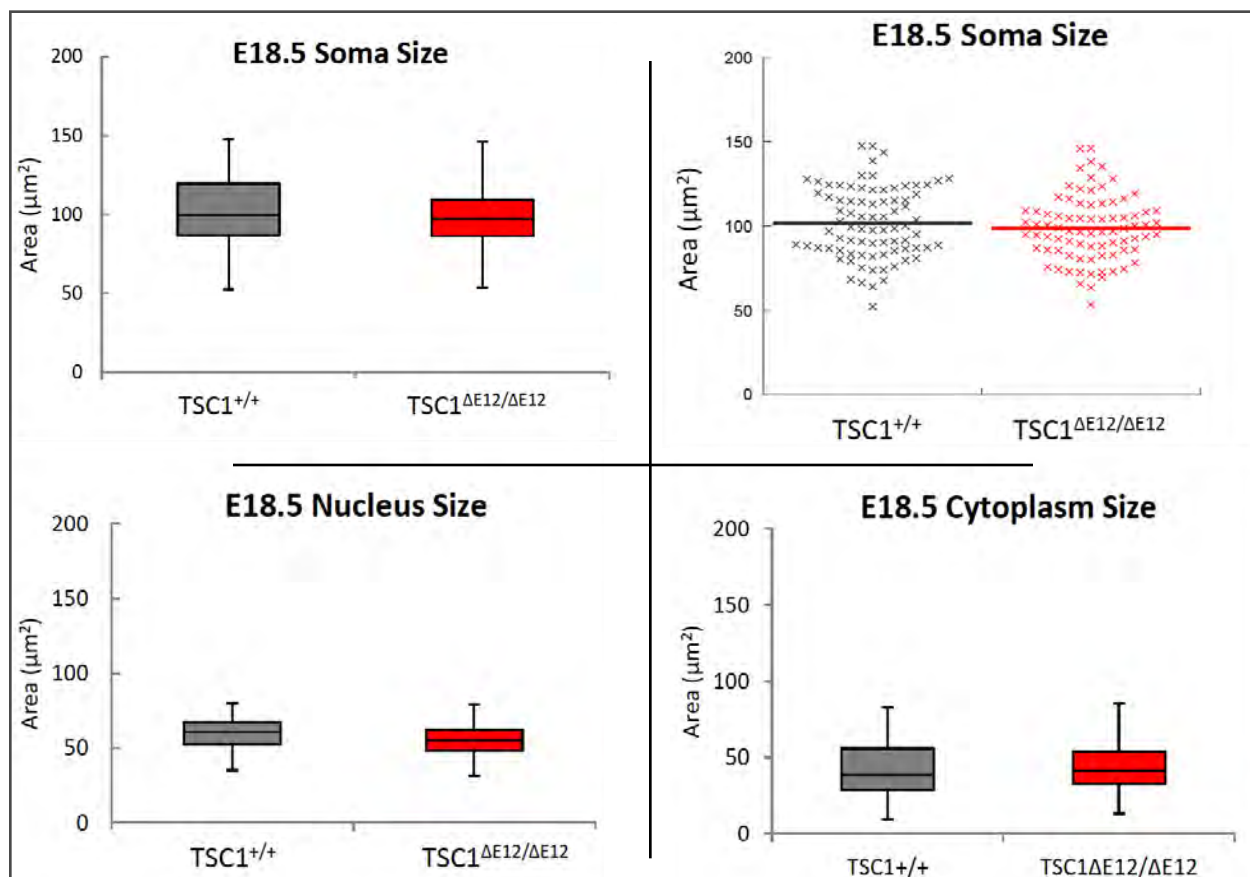 E18.5 Soma Size
200
150
100
50
0
Area (µm²)
TSC1+/+
TSC1ΔE12/ΔE12
E18.5 Soma Size
200
150
100
50
0
Area (µm²)
TSC1+/+
TSC1ΔE12/ΔE12
E18.5 Nucleus Size
200
150
100
50
0
Area (µm²)
TSC1+/+
TSC1ΔE12/ΔE12
E18.5 Cytoplasm Size
200
150
100
50
0
Area (µm²)
TSC1+/+
TSC1ΔE12/ΔE12